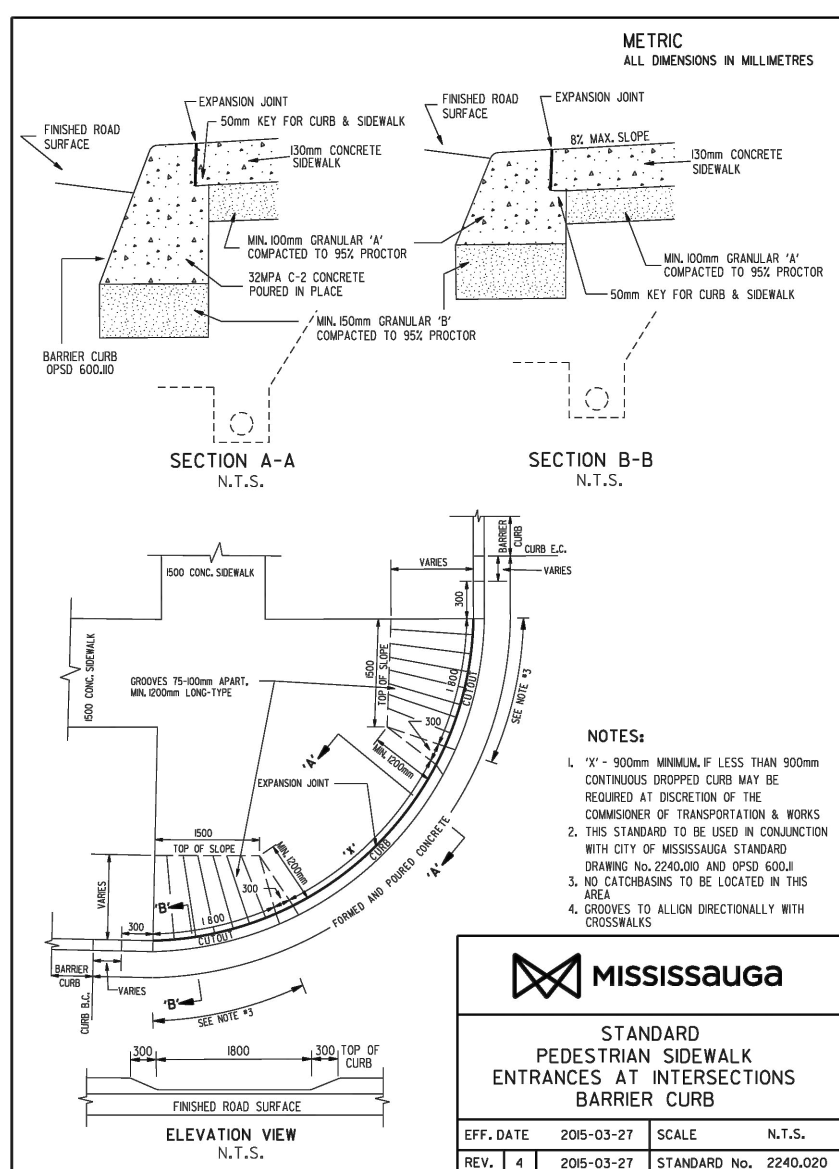 METRIC
ALL DIMENSIONS IN MILLIMETRES
FINISHED ROAD
SURFACE
EXPANSION JOINT
50mm KEY FOR CURB & SIDEWALK
130mm CONCRETE
SIDEWALK
MIN. 100mm GRANULAR 'A'
COMPACTED TO 95% PROCTOR
32MPA C-2 CONCRETE
POURED IN PLACE
MIN. 150mm GRANULAR 'B'
COMPACTED TO 95% PROCTOR
BARRIER CURB
OPSD 600.110
SECTION A-A
N.T.S.
FINISHED ROAD
SURFACE
EXPANSION JOINT
8% MAX. SLOPE
130mm CONCRETE
SIDEWALK
MIN. 100mm GRANULAR 'A'
COMPACTED TO 95% PROCTOR
50mm KEY FOR CURB & SIDEWALK
SECTION B-B
N.T.S.
1500 CONC. SIDEWALK
1500 CONC. SIDEWALK
VARIES
BARRIER
CURB
CURB E.C.
VARIES
300
1500
TOP OF SLOPE
1800
CUTOUT
SEE NOTE #3
GROOVES 75-100mm APART,
MIN. 1200mm LONG-TYPE
300
MIN. 1200mm
'A'
EXPANSION JOINT
1500
TOP OF SLOPE
MIN. 1200mm
'X'
CURB
FORMED AND POURED CONCRETE
'A'
VARIES
300
'B'
300
1800
CUTOUT
BARRIER
CURB
VARIES
CURB B.C.
'B'
SEE NOTE #3
300
1800
300
TOP OF
CURB
FINISHED ROAD SURFACE
ELEVATION VIEW
N.T.S.
NOTES:
1. 'X' - 900mm MINIMUM. IF LESS THAN 900mm
CONTINUOUS DROPPED CURB MAY BE
REQUIRED AT DISCRETION OF THE
COMMISIONER OF TRANSPORTATION & WORKS
2. THIS STANDARD TO BE USED IN CONJUNCTION
WITH CITY OF MISSISSAUGA STANDARD
DRAWING No. 2240.010 AND OPSD 600.11
3. NO CATCHBASINS TO BE LOCATED IN THIS
AREA
4. GROOVES TO ALLIGN DIRECTIONALLY WITH
CROSSWALKS
MISSISSAUGA
STANDARD
PEDESTRIAN SIDEWALK
ENTRANCES AT INTERSECTIONS
BARRIER CURB
EFF. DATE 2015-03-27 SCALE N.T.S.
REV. 4 2015-03-27 STANDARD No. 2240.020